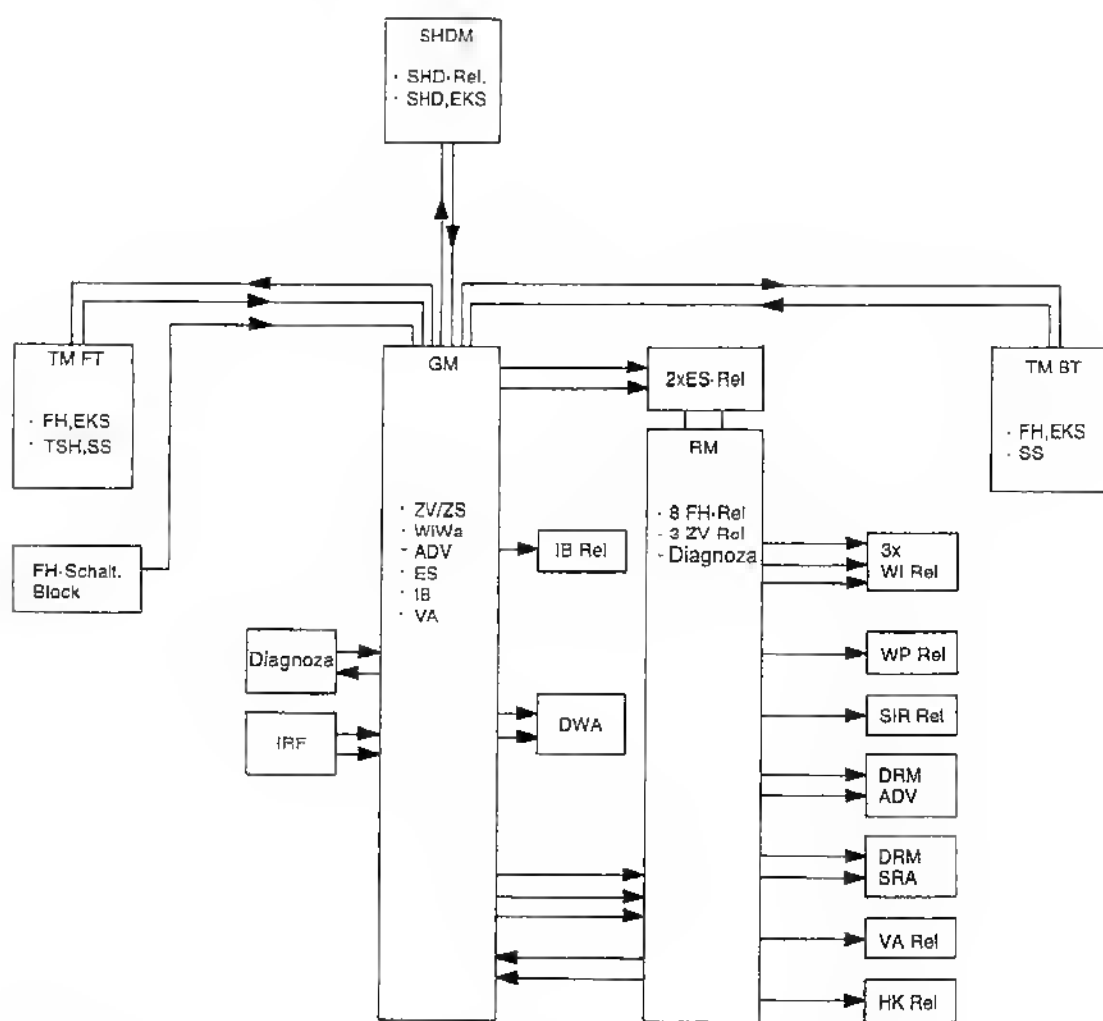 SHDM
· SHD-Rel.
· SHD,EKS
TM FT
· FH,EKS
· TSH,SS
FH-Schalt.
Block
GM
· ZV/ZS
· WiWa
· ADV
· ES
· IB
· VA
2xES-Rel
RM
· 8 FH-Rel
· 3 ZV Rel
- Diagnoza
TM BT
· FH,EKS
· SS
IB Rel
3x
WI Rel
Diagnoza
WP Rel
IRF
DWA
SIR Rel
DRM
ADV
DRM
SRA
VA Rel
HK Rel